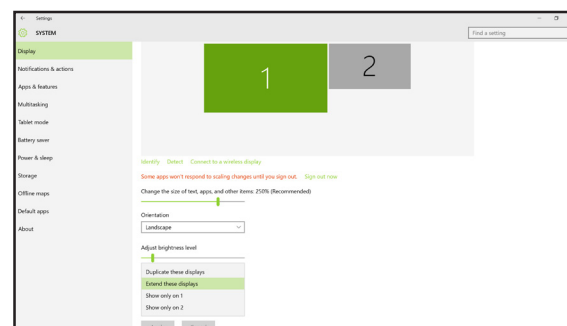 Settings
SYSTEM
Find a setting
Display
Notifications & actions
Apps & features
Multitasking
Tablet mode
Battery saver
Power & sleep
Storage
Offline maps
Default apps
About
1
2
Identify Detect Connect to a wireless display
Some apps won't respond to scaling changes until you sign out. Sign out now
Change the size of text, apps, and other items: 250% (Recommended)
Orientation
Landscape
Adjust brightness level
Duplicate these displays
Extend these displays
Show only on 1
Show only on 2